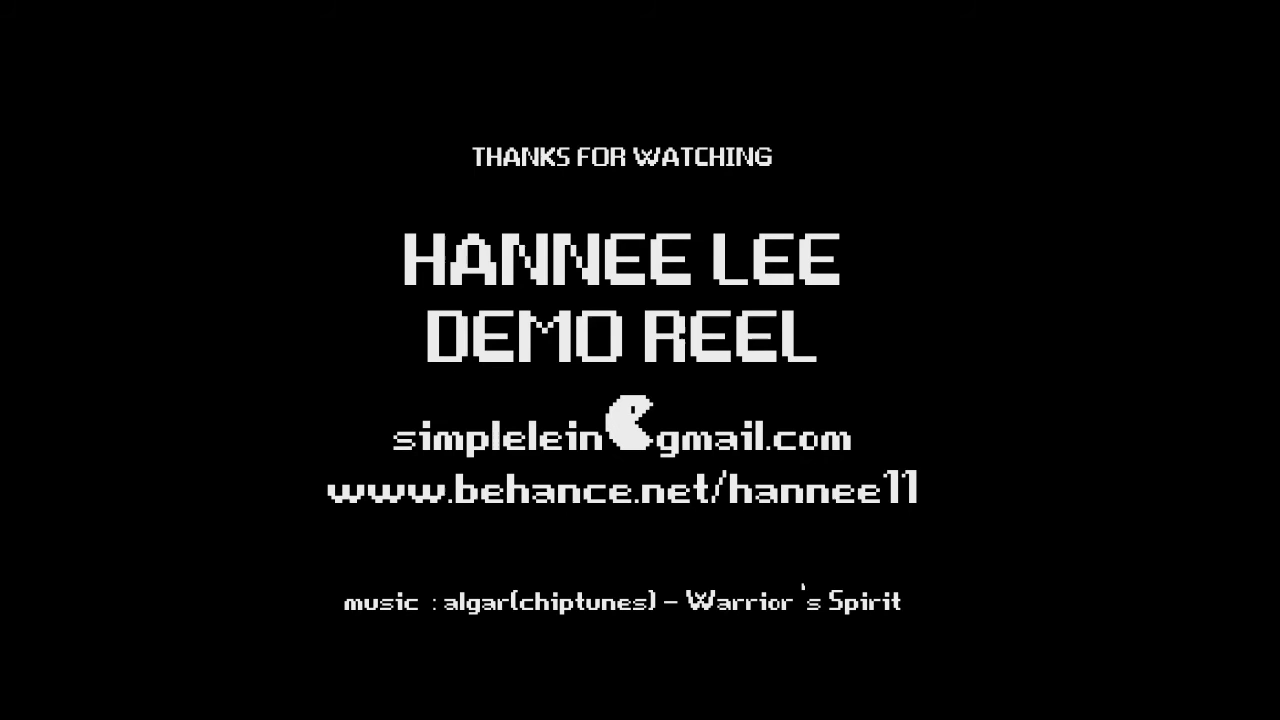 THANKS FOR WATCHING
HANNEE LEE
DEMO REEL
simplelein gmail.com
www.behance.net/hannee11
music : algar(chiptunes) - Warrior 's Spirit